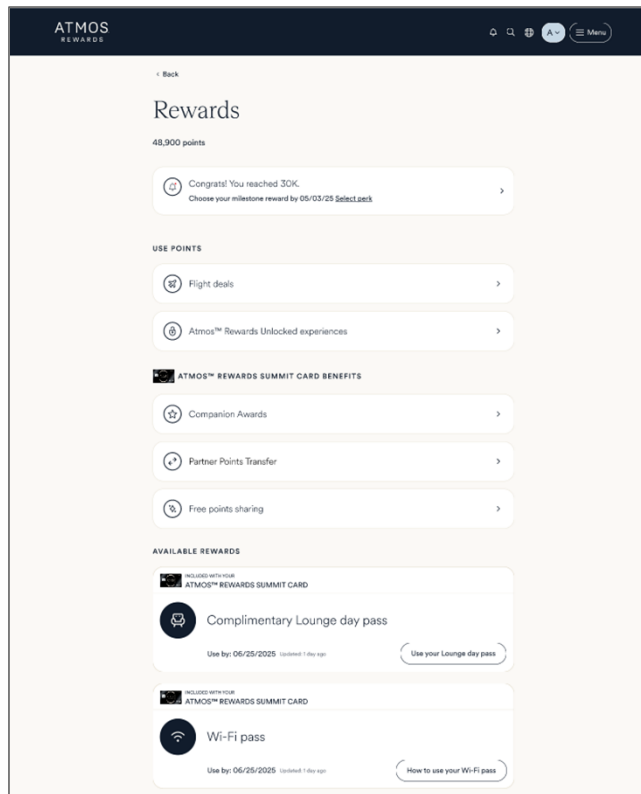 ATMOS
REWARDS
A
Menu
< Back
Rewards
48,900 points
Congrats! You reached 30K.
Choose your milestone reward by 05/03/25 Select perk
USE POINTS
Flight deals
Atmos™ Rewards Unlocked experiences
ATMOS™ REWARDS SUMMIT CARD BENEFITS
Companion Awards
Partner Points Transfer
Free points sharing
AVAILABLE REWARDS
INCLUDED WITH YOUR
ATMOS™ REWARDS SUMMIT CARD
Complimentary Lounge day pass
Use by: 06/25/2025 Updated: 1 day ago
Use your Lounge day pass
INCLUDED WITH YOUR
ATMOS™ REWARDS SUMMIT CARD
Wi-Fi pass
Use by: 06/25/2025 Updated: 1 day ago
How to use your Wi-Fi pass